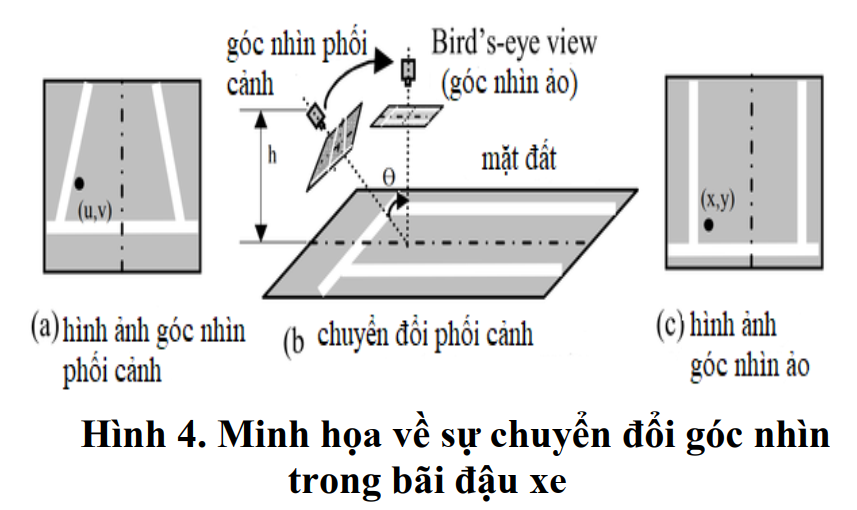 góc nhìn phối
cảnh
Bird's-eye view
(góc nhìn ảo)
h
θ
mặt đất
(u,v)
(x,y)
(a) hình ảnh góc nhìn
phối cảnh
(b chuyển đổi phối cảnh
(c) hình ảnh
góc nhìn ảo
Hình 4. Minh họa về sự chuyển đổi góc nhìn
trong bãi đậu xe